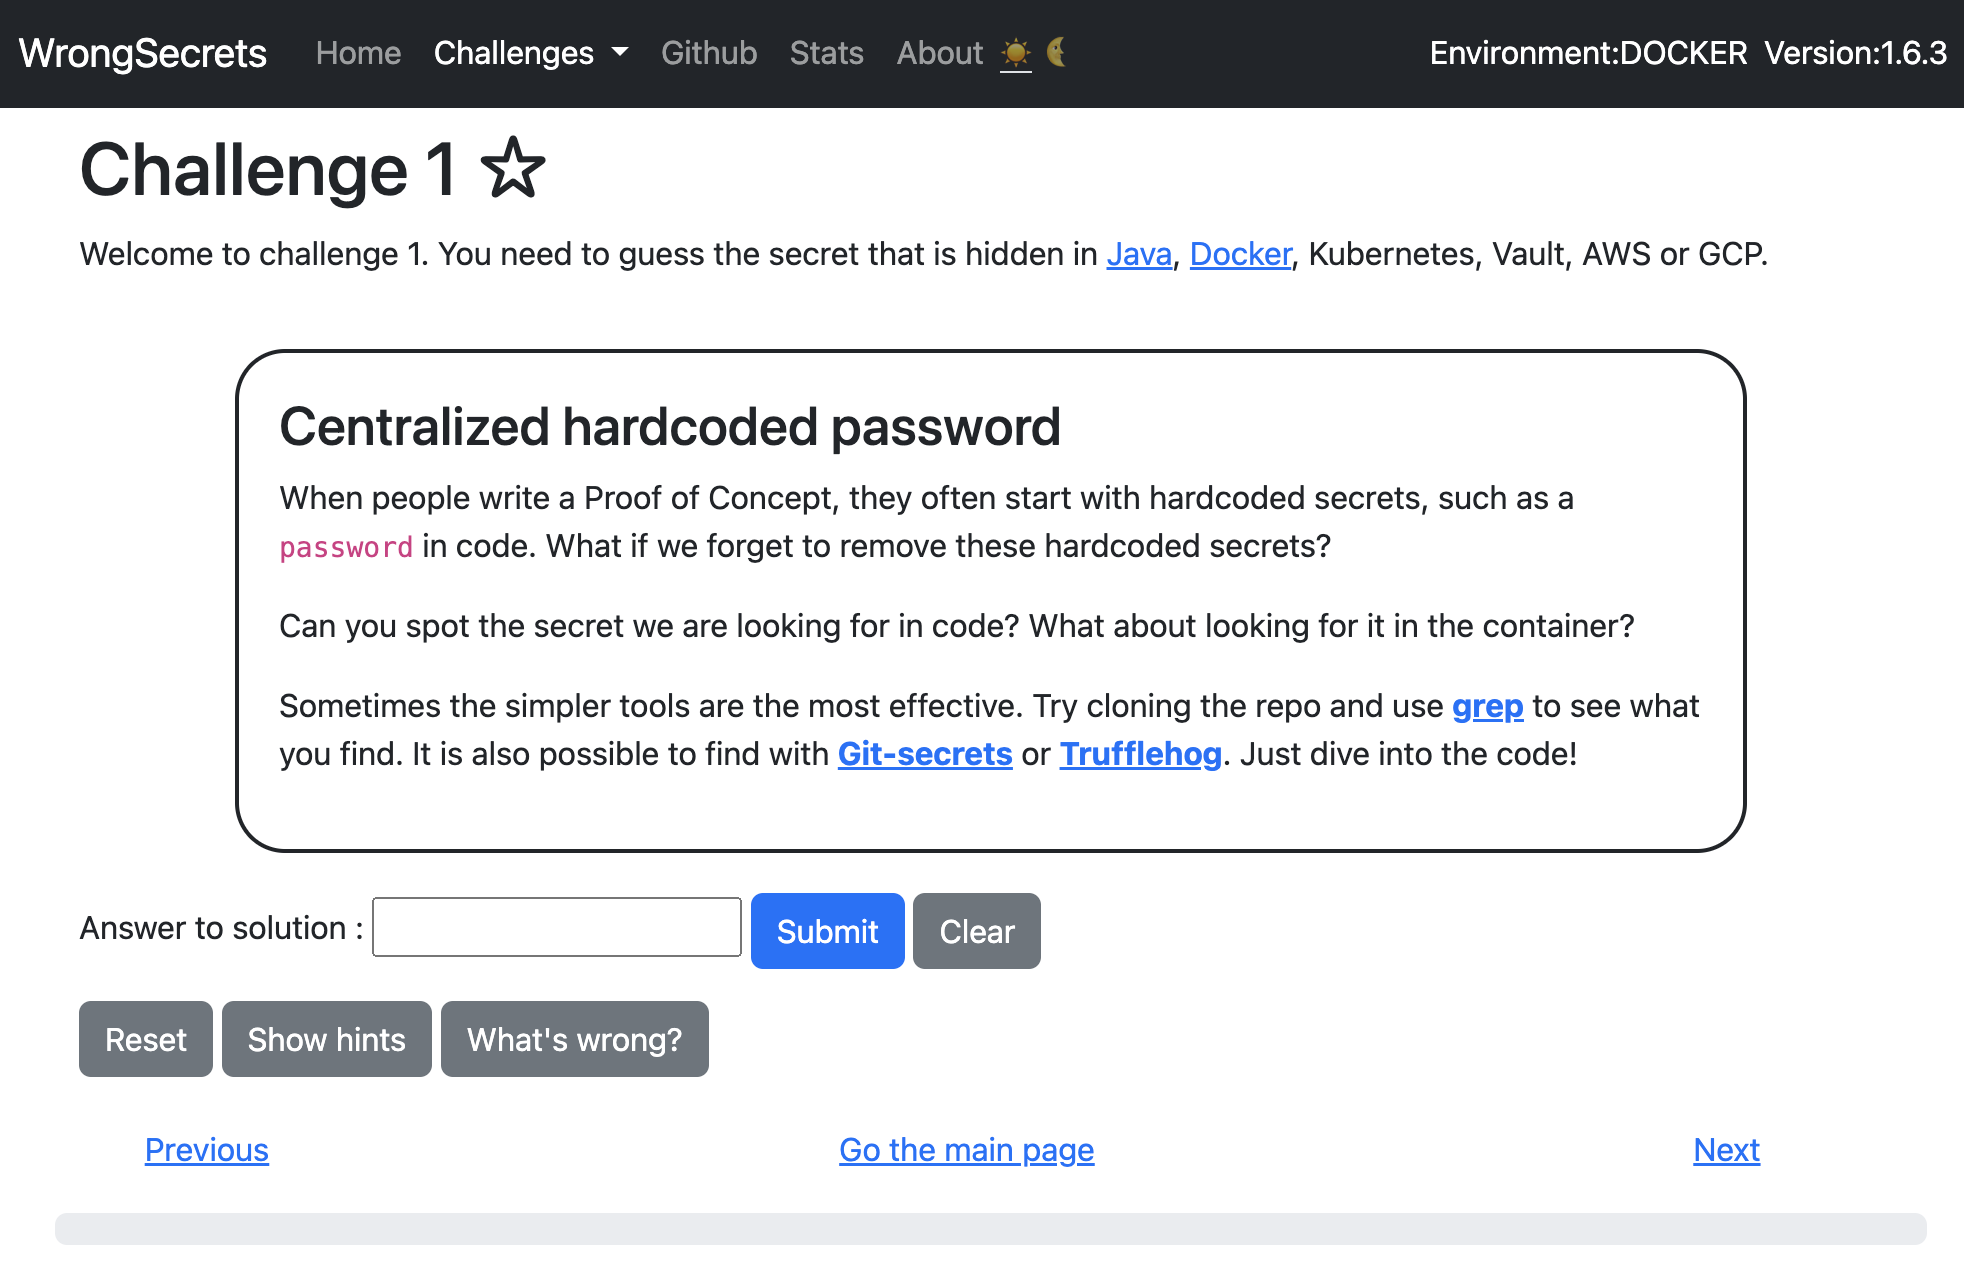 WrongSecrets Home Challenges Github Stats About Environment:DOCKER Version:1.6.3
Challenge 1
Welcome to challenge 1. You need to guess the secret that is hidden in Java, Docker, Kubernetes, Vault, AWS or GCP.
Centralized hardcoded password
When people write a Proof of Concept, they often start with hardcoded secrets, such as a
password in code. What if we forget to remove these hardcoded secrets?
Can you spot the secret we are looking for in code? What about looking for it in the container?
Sometimes the simpler tools are the most effective. Try cloning the repo and use grep to see what
you find. It is also possible to find with Git-secrets or Trufflehog. Just dive into the code!
Answer to solution : Submit Clear
Reset Show hints What's wrong?
Previous Go the main page Next